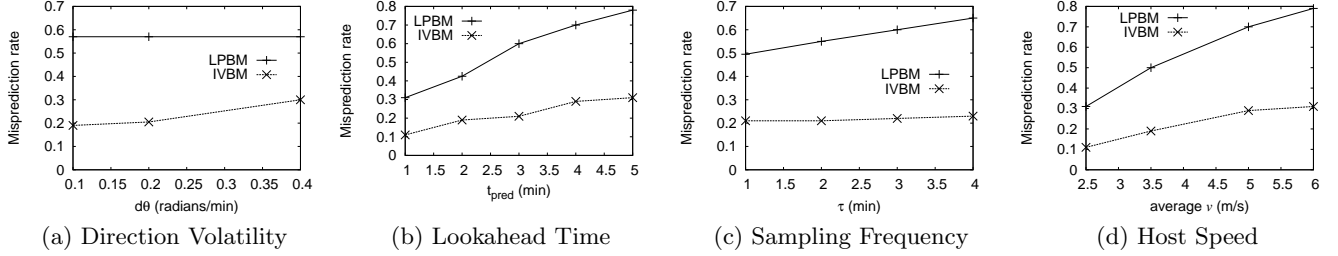 Misprediction rate
0.7
0.6
0.5
0.4
0.3
0.2
0.1
0
LPBM
IVBM
0.1 0.15 0.2 0.25 0.3 0.35 0.4
dθ (radians/min)
(a) Direction Volatility
Misprediction rate
0.8
0.7
0.6
0.5
0.4
0.3
0.2
0.1
0
LPBM
IVBM
1 1.5 2 2.5 3 3.5 4 4.5 5
t_pred (min)
(b) Lookahead Time
Misprediction rate
0.7
0.6
0.5
0.4
0.3
0.2
0.1
0
LPBM
IVBM
1 1.5 2 2.5 3 3.5 4
τ (min)
(c) Sampling Frequency
Misprediction rate
0.8
0.7
0.6
0.5
0.4
0.3
0.2
0.1
0
LPBM
IVBM
2.5 3 3.5 4 4.5 5 5.5 6
average v (m/s)
(d) Host Speed